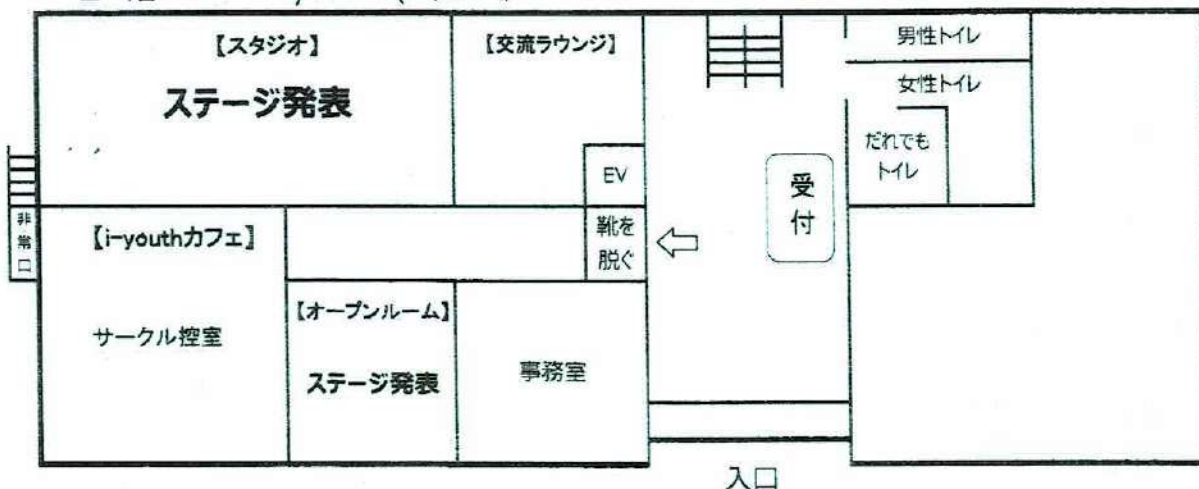 【スタジオ】
ステージ発表
【交流ラウンジ】
EV
男性トイレ
女性トイレ
だれでも
トイレ
受付
非常口
【i-youthカフェ】
サークル控室
靴を
脱ぐ
【オープンルーム】
ステージ発表
事務室
入口